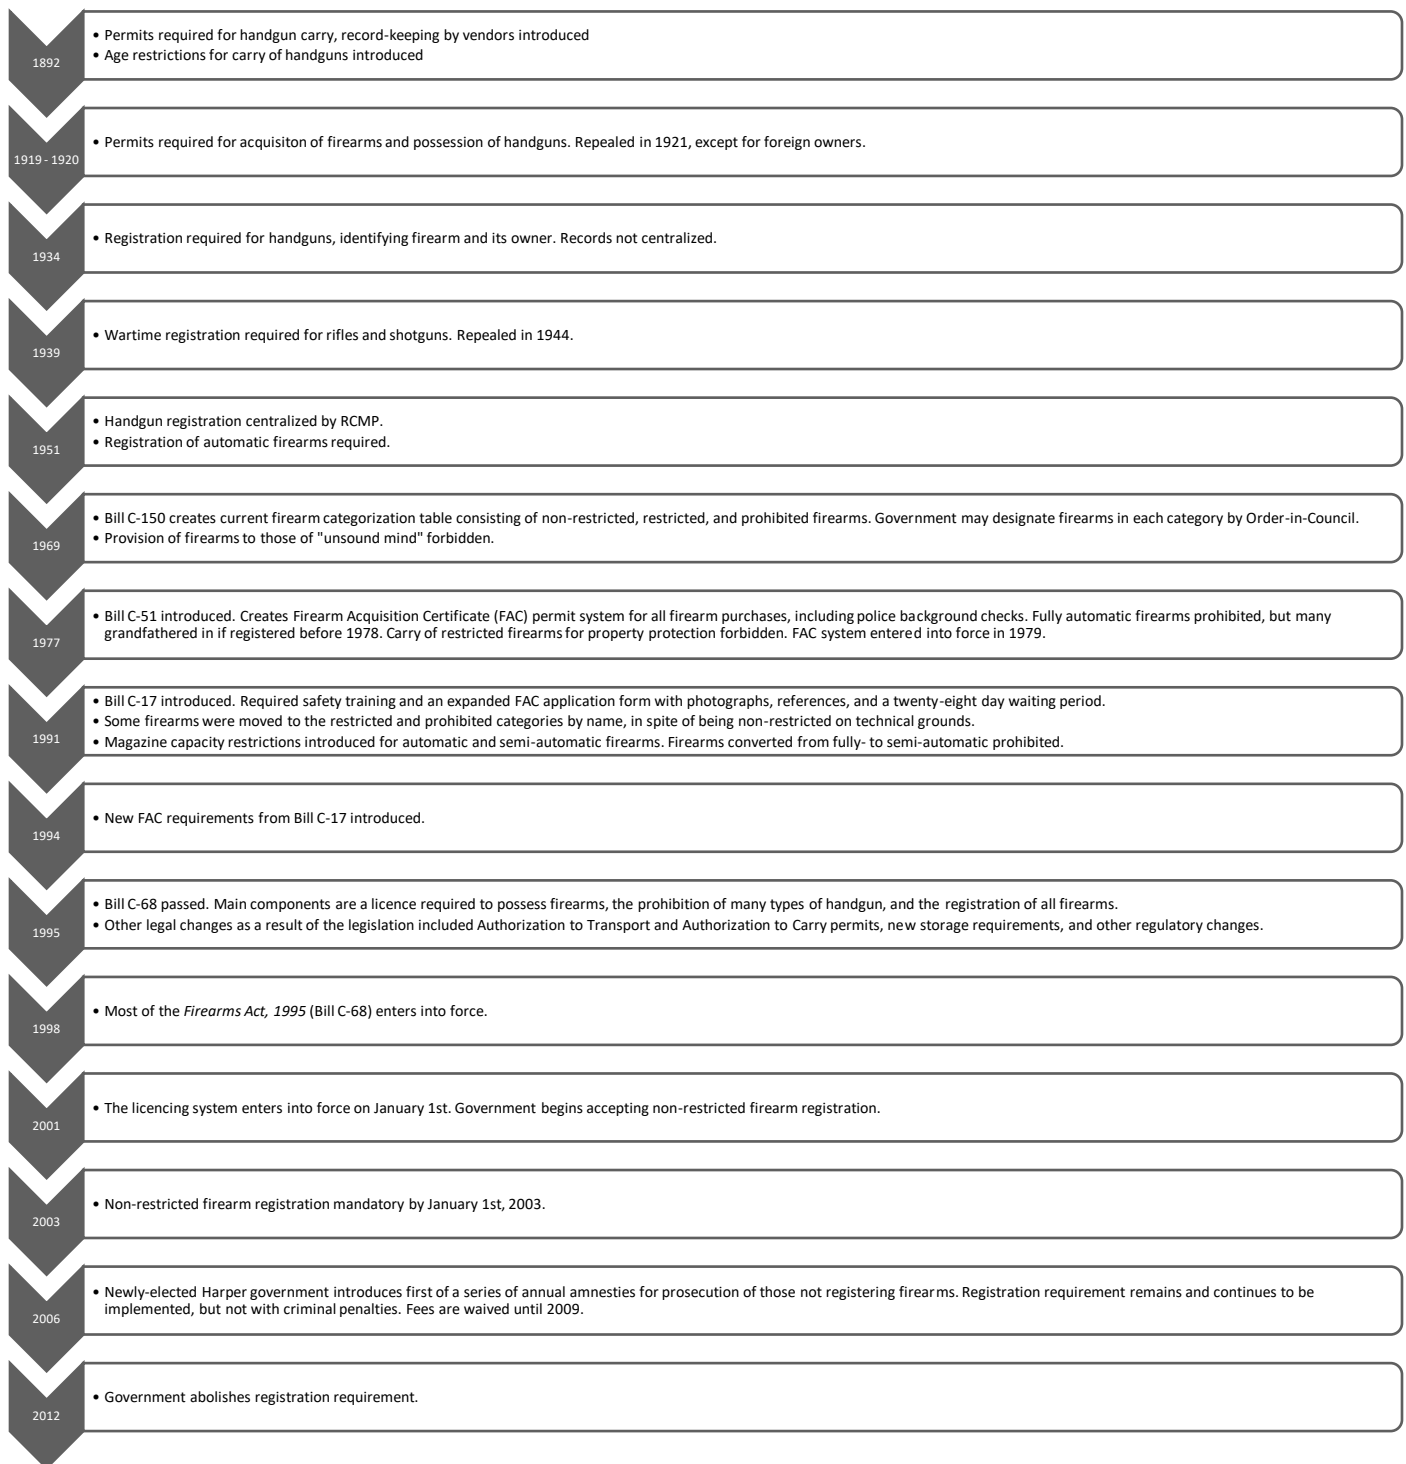 1892
• Permits required for handgun carry, record-keeping by vendors introduced
• Age restrictions for carry of handguns introduced
1919 - 1920
• Permits required for acquisiton of firearms and possession of handguns. Repealed in 1921, except for foreign owners.
1934
• Registration required for handguns, identifying firearm and its owner. Records not centralized.
1939
• Wartime registration required for rifles and shotguns. Repealed in 1944.
1951
• Handgun registration centralized by RCMP.
• Registration of automatic firearms required.
1969
• Bill C-150 creates current firearm categorization table consisting of non-restricted, restricted, and prohibited firearms. Government may designate firearms in each category by Order-in-Council.
• Provision of firearms to those of "unsound mind" forbidden.
1977
• Bill C-51 introduced. Creates Firearm Acquisition Certificate (FAC) permit system for all firearm purchases, including police background checks. Fully automatic firearms prohibited, but many
grandfathered in if registered before 1978. Carry of restricted firearms for property protection forbidden. FAC system entered into force in 1979.
1991
• Bill C-17 introduced. Required safety training and an expanded FAC application form with photographs, references, and a twenty-eight day waiting period.
• Some firearms were moved to the restricted and prohibited categories by name, in spite of being non-restricted on technical grounds.
• Magazine capacity restrictions introduced for automatic and semi-automatic firearms. Firearms converted from fully- to semi-automatic prohibited.
1994
• New FAC requirements from Bill C-17 introduced.
1995
• Bill C-68 passed. Main components are a licence required to possess firearms, the prohibition of many types of handgun, and the registration of all firearms.
• Other legal changes as a result of the legislation included Authorization to Transport and Authorization to Carry permits, new storage requirements, and other regulatory changes.
1998
• Most of the Firearms Act, 1995 (Bill C-68) enters into force.
2001
• The licencing system enters into force on January 1st. Government begins accepting non-restricted firearm registration.
2003
• Non-restricted firearm registration mandatory by January 1st, 2003.
2006
• Newly-elected Harper government introduces first of a series of annual amnesties for prosecution of those not registering firearms. Registration requirement remains and continues to be
implemented, but not with criminal penalties. Fees are waived until 2009.
2012
• Government abolishes registration requirement.